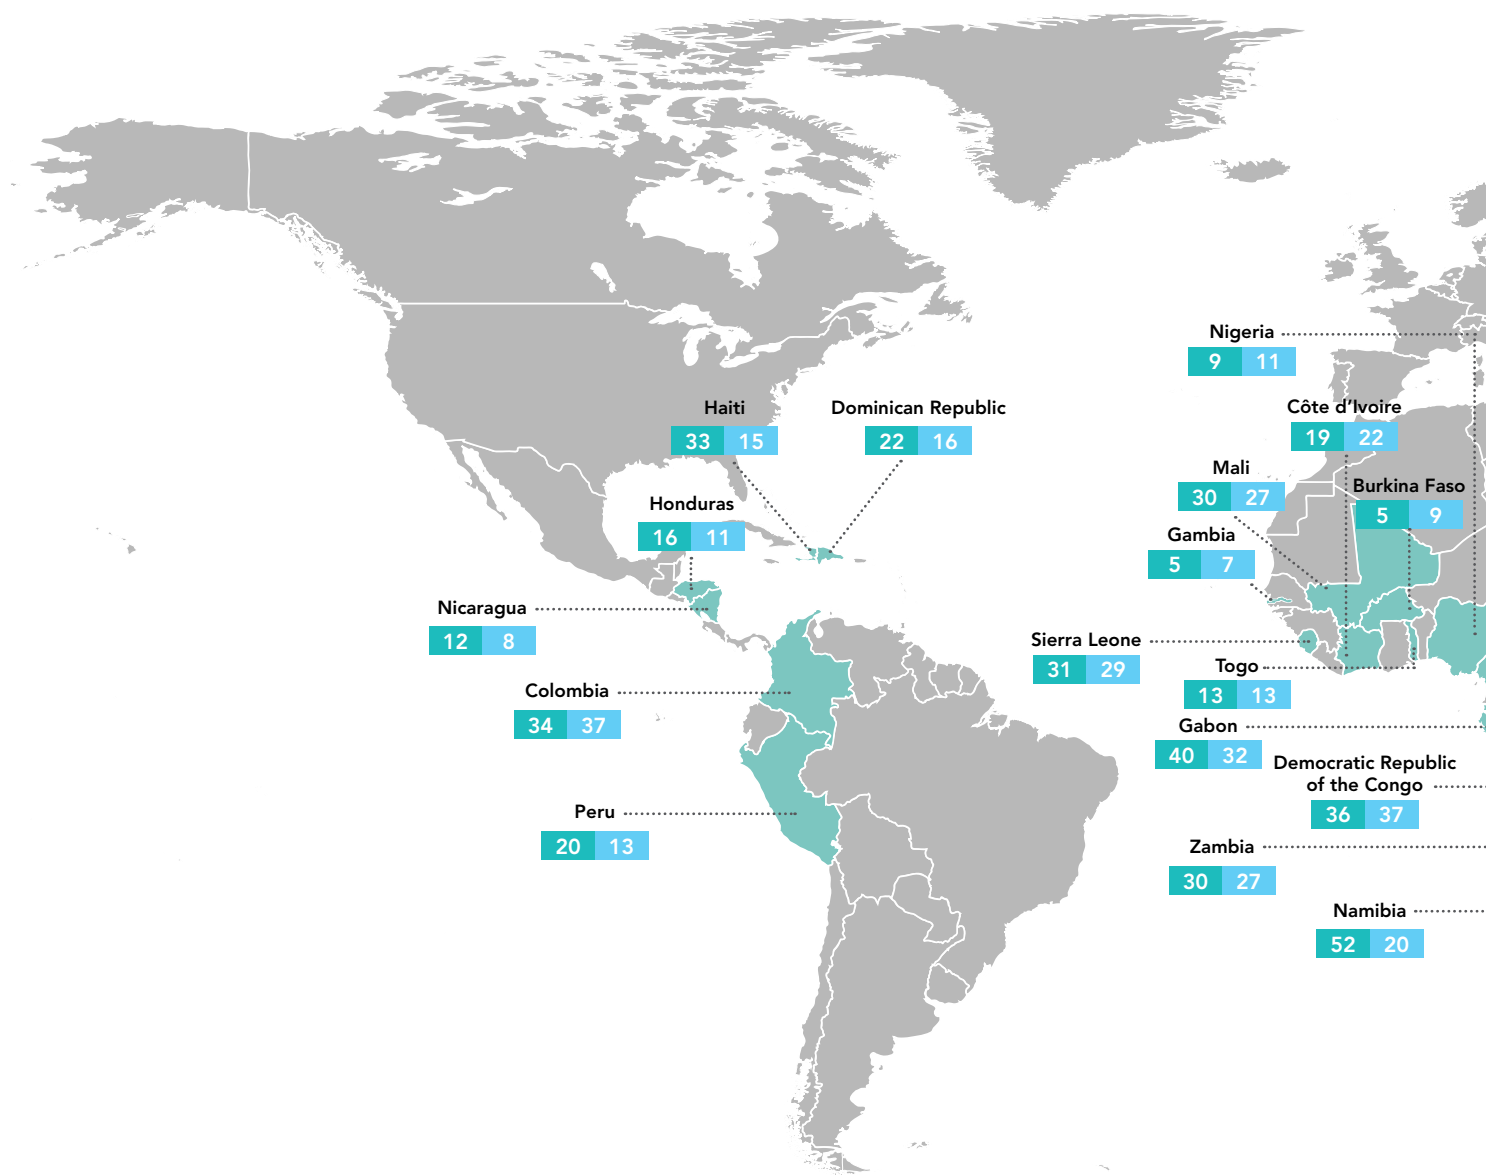 Nigeria
9 11
Haiti
33 15
Dominican Republic
22 16
Côte d’Ivoire
19 22
Mali
30 27
Burkina Faso
5 9
Honduras
16 11
Gambia
5 7
Nicaragua
12 8
Sierra Leone
31 29
Togo
13 13
Colombia
34 37
Gabon
40 32
Democratic Republic
of the Congo
36 37
Peru
20 13
Zambia
30 27
Namibia
52 20